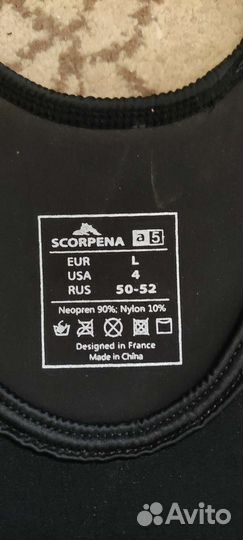 SCORPENA a5
EUR L
USA 4
RUS 50-52
Neopren 90%; Nylon 10%
Designed in France
Made in China
Avito